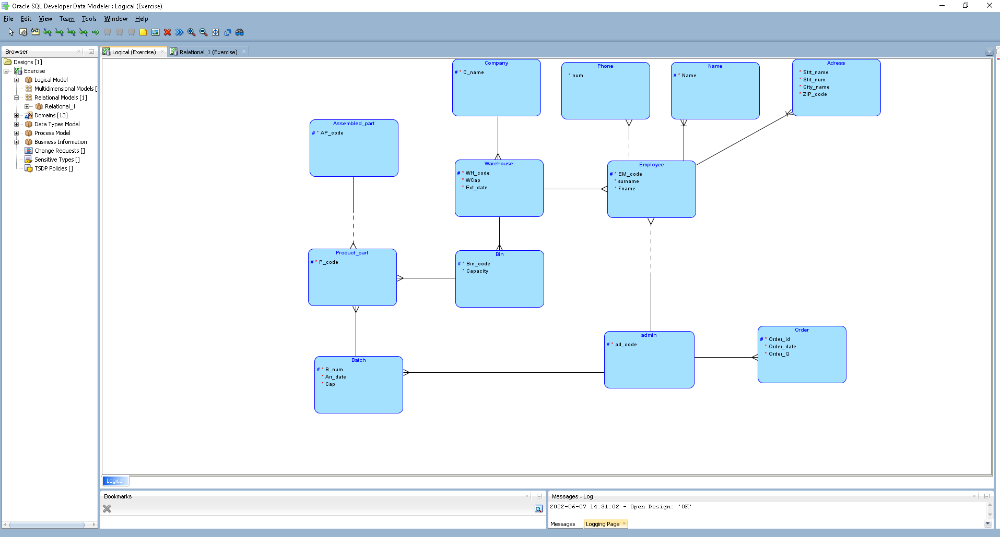 Oracle SQL Developer Data Modeler : Logical (Exercise)
File Edit View Team Tools Window Help
Browser
Designs [1]
Exercise
Logical Model
Multidimensional Models [
Relational Models [1]
Relational_1
Domains [13]
Data Types Model
Process Model
Business Information
Change Requests []
Sensitive Types []
TSDP Policies []
Logical (Exercise)
Relational_1 (Exercise)
Company
# * C_name
Phone
* num
Name
# * Name
Adress
* Strt_name
* Strt_num
* City_name
* ZIP_code
Assembled_part
# * AP_code
Warehouse
# * WH_code
* WCap
* Ext_date
Employee
# * EM_code
* surname
* Fname
Product_part
# * P_code
Bin
# * Bin_code
* Capacity
admin
# * ad_code
Order
# * Order_id
* Order_date
* Order_Q
Batch
# * B_num
* Arr_date
* Cap
Logical
Bookmarks
Messages - Log
2022-06-07 14:31:02 - Open Design: 'OK'
Messages
Logging Page